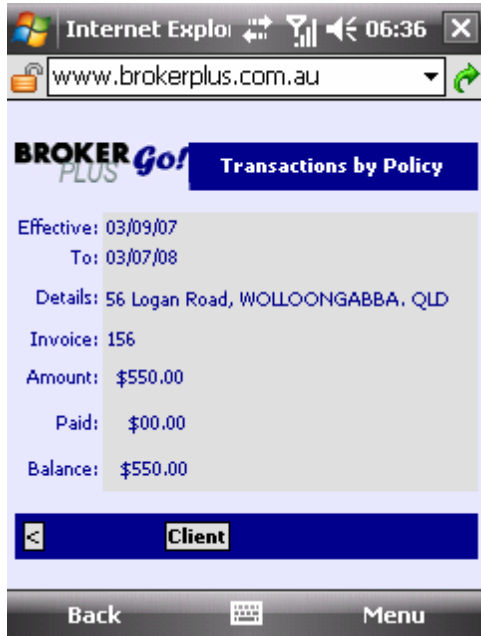 Internet Explor 06:36
www.brokerplus.com.au
BROKER PLUS Go! Transactions by Policy
Effective: 03/09/07
To: 03/07/08
Details: 56 Logan Road, WOLLOONGABBA. QLD
Invoice: 156
Amount: $550.00
Paid: $00.00
Balance: $550.00
< Client
Back Menu